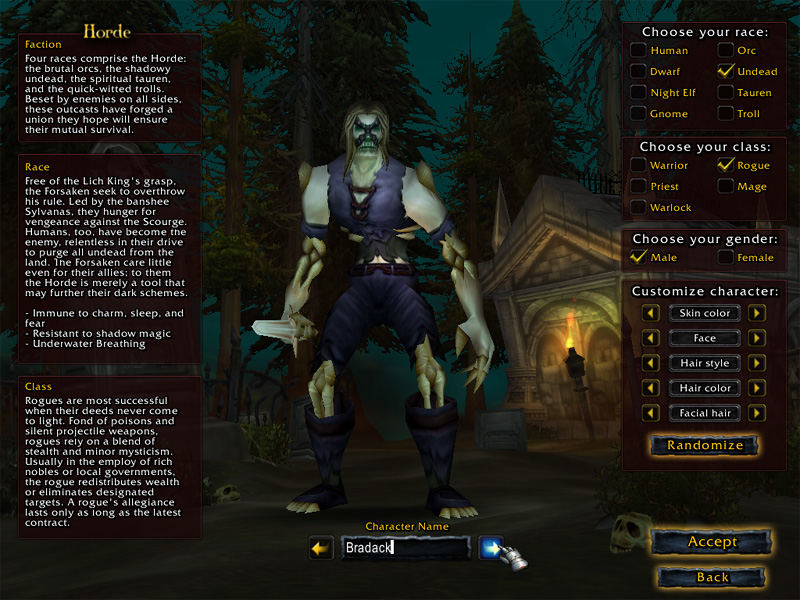 Horde
Faction
Four races comprise the Horde:
the brutal orcs, the shadowy
undead, the spiritual tauren,
and the quick-witted trolls.
Beset by enemies on all sides,
these outcasts have forged a
union they hope will ensure
their mutual survival.
Race
Free of the Lich King's grasp,
the Forsaken seek to overthrow
his rule. Led by the banshee
Sylvanas, they hunger for
vengeance against the Scourge.
Humans, too, have become the
enemy, relentless in their drive
to purge all undead from the
land. The Forsaken care little
even for their allies; to them
the Horde is merely a tool that
may further their dark schemes.
- Immune to charm, sleep, and
fear
- Resistant to shadow magic
- Underwater Breathing
Class
Rogues are most successful
when their deeds never come
to light. Fond of poisons and
silent projectile weapons,
rogues rely on a blend of
stealth and minor mysticism.
Usually in the employ of rich
nobles or local governments,
the rogue redistributes wealth
or eliminates designated
targets. A rogue's allegiance
lasts only as long as the latest
contract.
Character Name
Bradack
Choose your race:
Human Orc
Dwarf Undead
Night Elf Tauren
Gnome Troll
Choose your class:
Warrior Rogue
Priest Mage
Warlock
Choose your gender:
Male Female
Customize character:
Skin color
Face
Hair style
Hair color
Facial hair
Randomize
Accept
Back